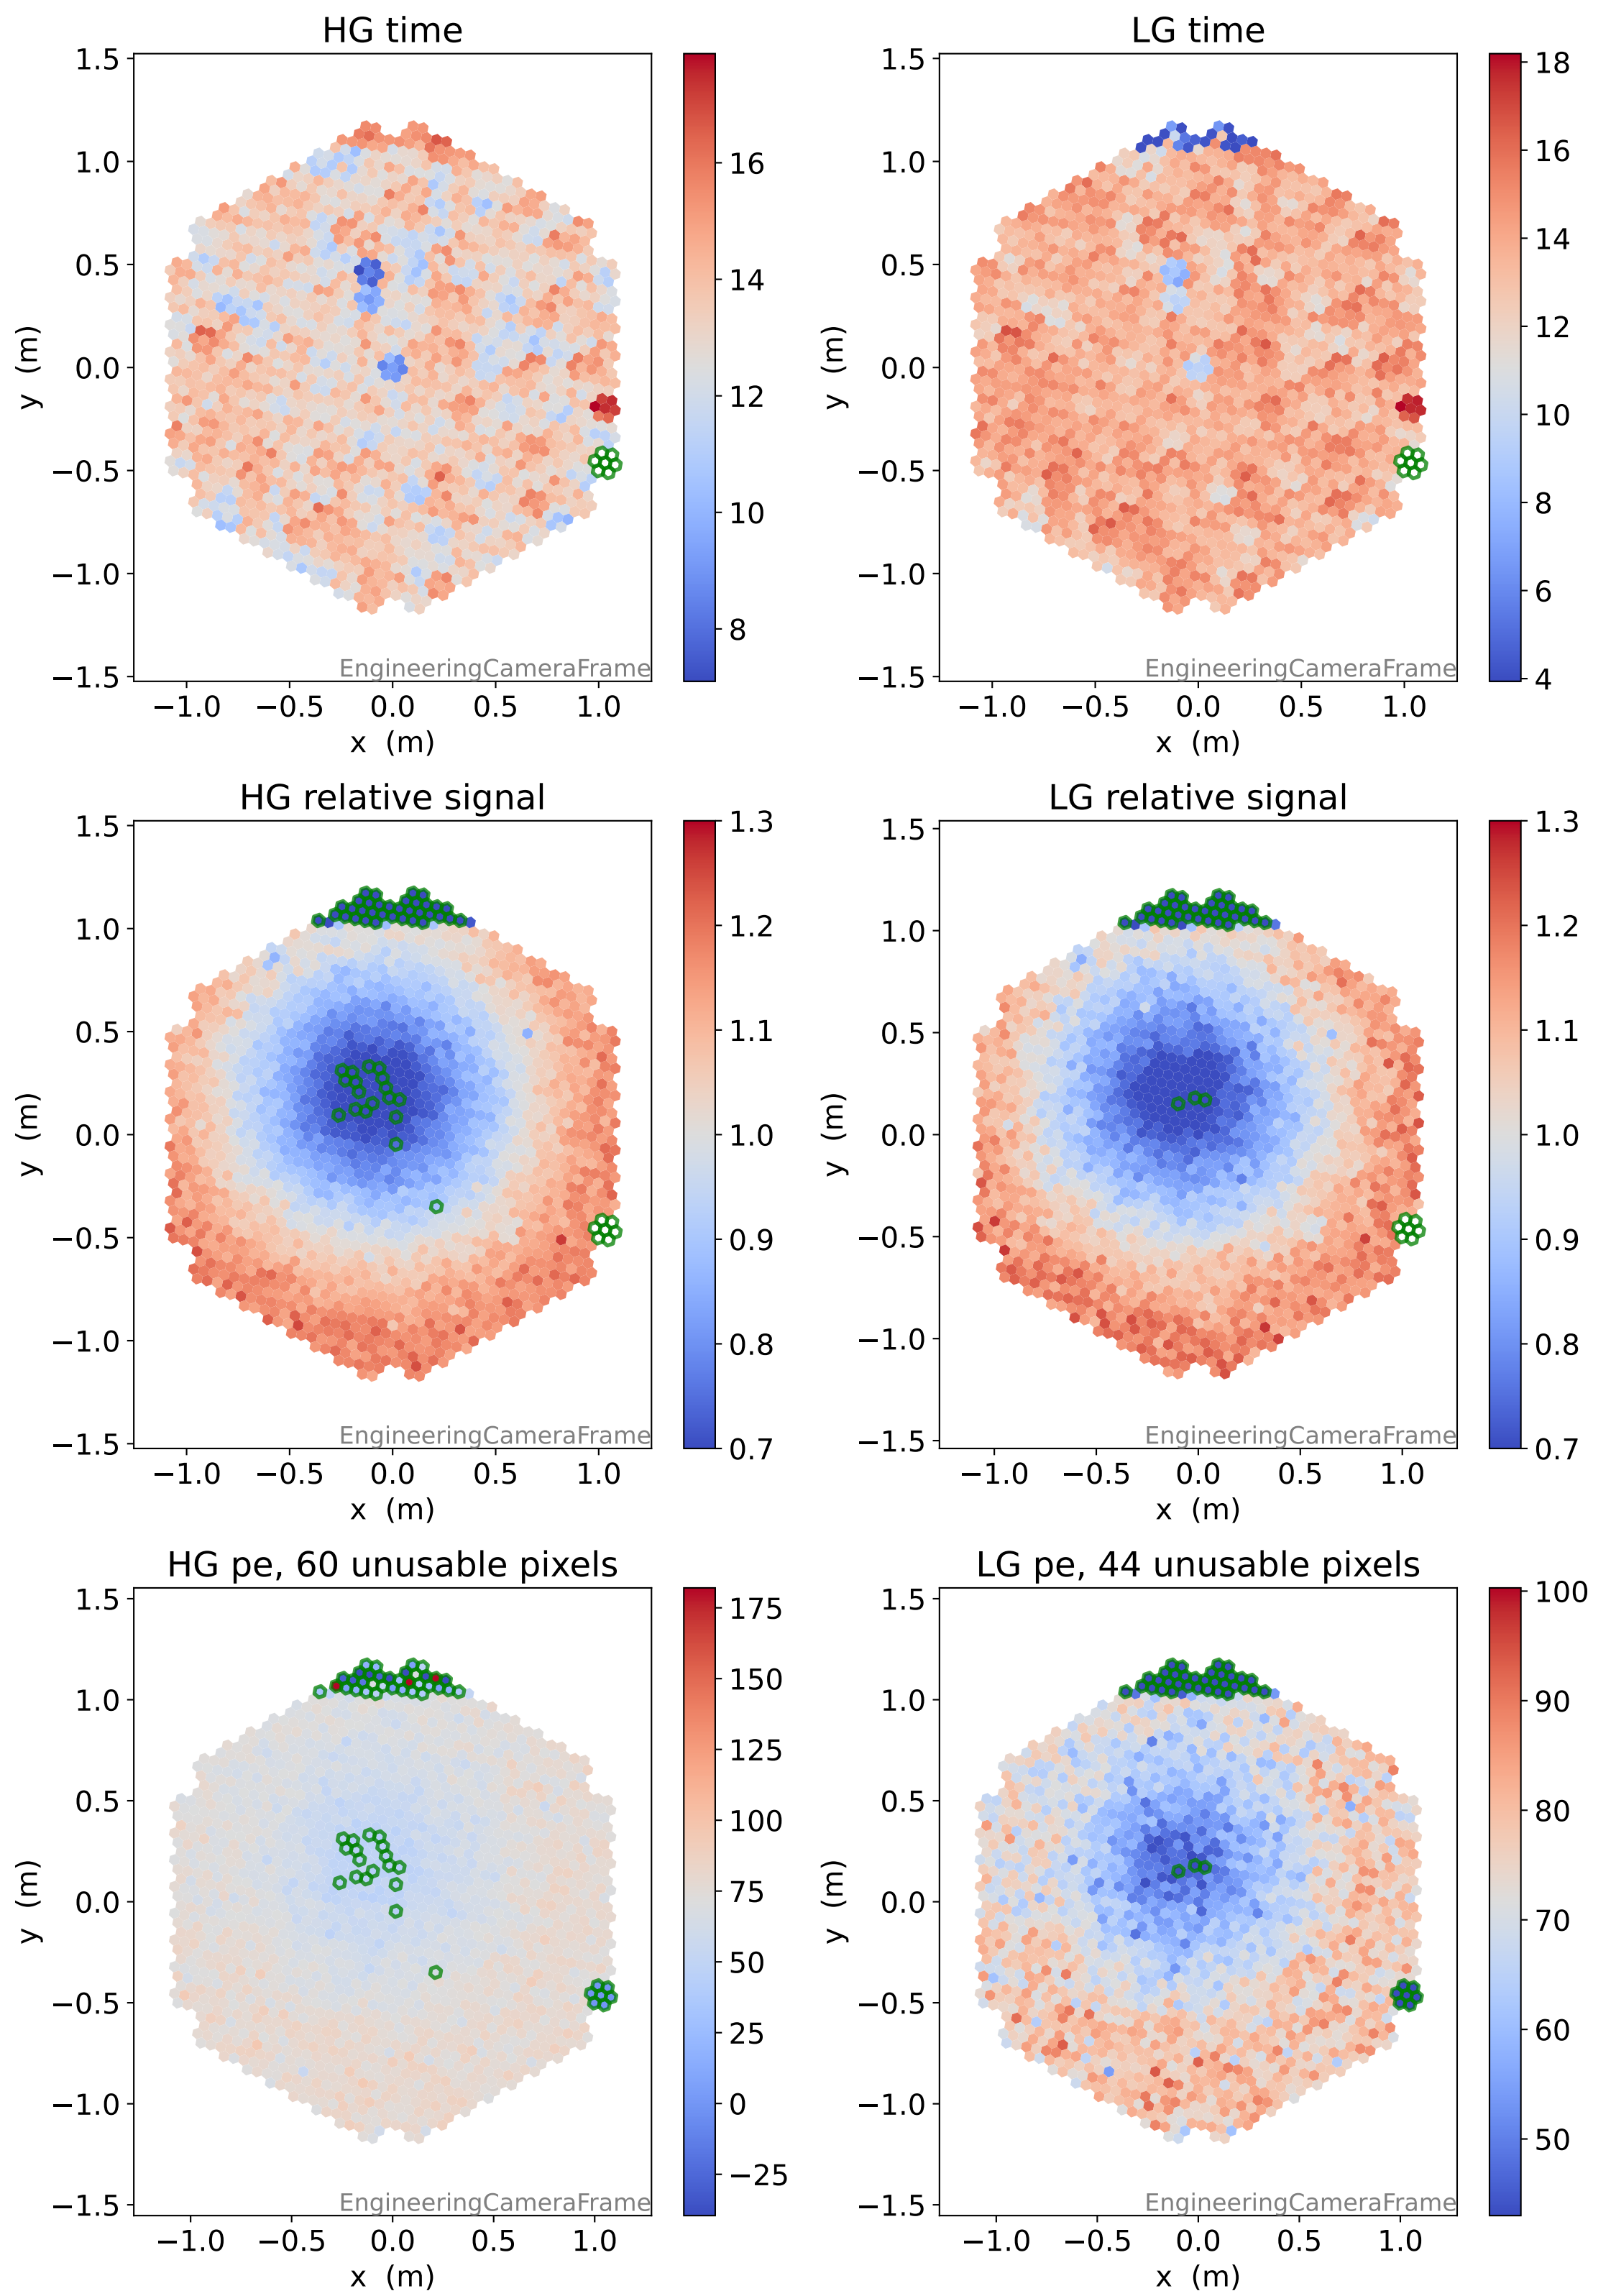 HG time
1.5
1.0
0.5
0.0
−0.5
−1.0
−1.5
y (m)
EngineeringCameraFrame
−1.0 −0.5 0.0 0.5 1.0
x (m)
16
14
12
10
8
LG time
1.5
1.0
0.5
0.0
−0.5
−1.0
−1.5
y (m)
EngineeringCameraFrame
−1.0 −0.5 0.0 0.5 1.0
x (m)
18
16
14
12
10
8
6
4
HG relative signal
1.5
1.0
0.5
0.0
−0.5
−1.0
−1.5
y (m)
EngineeringCameraFrame
−1.0 −0.5 0.0 0.5 1.0
x (m)
1.3
1.2
1.1
1.0
0.9
0.8
0.7
LG relative signal
1.5
1.0
0.5
0.0
−0.5
−1.0
−1.5
y (m)
EngineeringCameraFrame
−1.0 −0.5 0.0 0.5 1.0
x (m)
1.3
1.2
1.1
1.0
0.9
0.8
0.7
HG pe, 60 unusable pixels
1.5
1.0
0.5
0.0
−0.5
−1.0
−1.5
y (m)
EngineeringCameraFrame
−1.0 −0.5 0.0 0.5 1.0
x (m)
175
150
125
100
75
50
25
0
−25
LG pe, 44 unusable pixels
1.5
1.0
0.5
0.0
−0.5
−1.0
−1.5
y (m)
EngineeringCameraFrame
−1.0 −0.5 0.0 0.5 1.0
x (m)
100
90
80
70
60
50